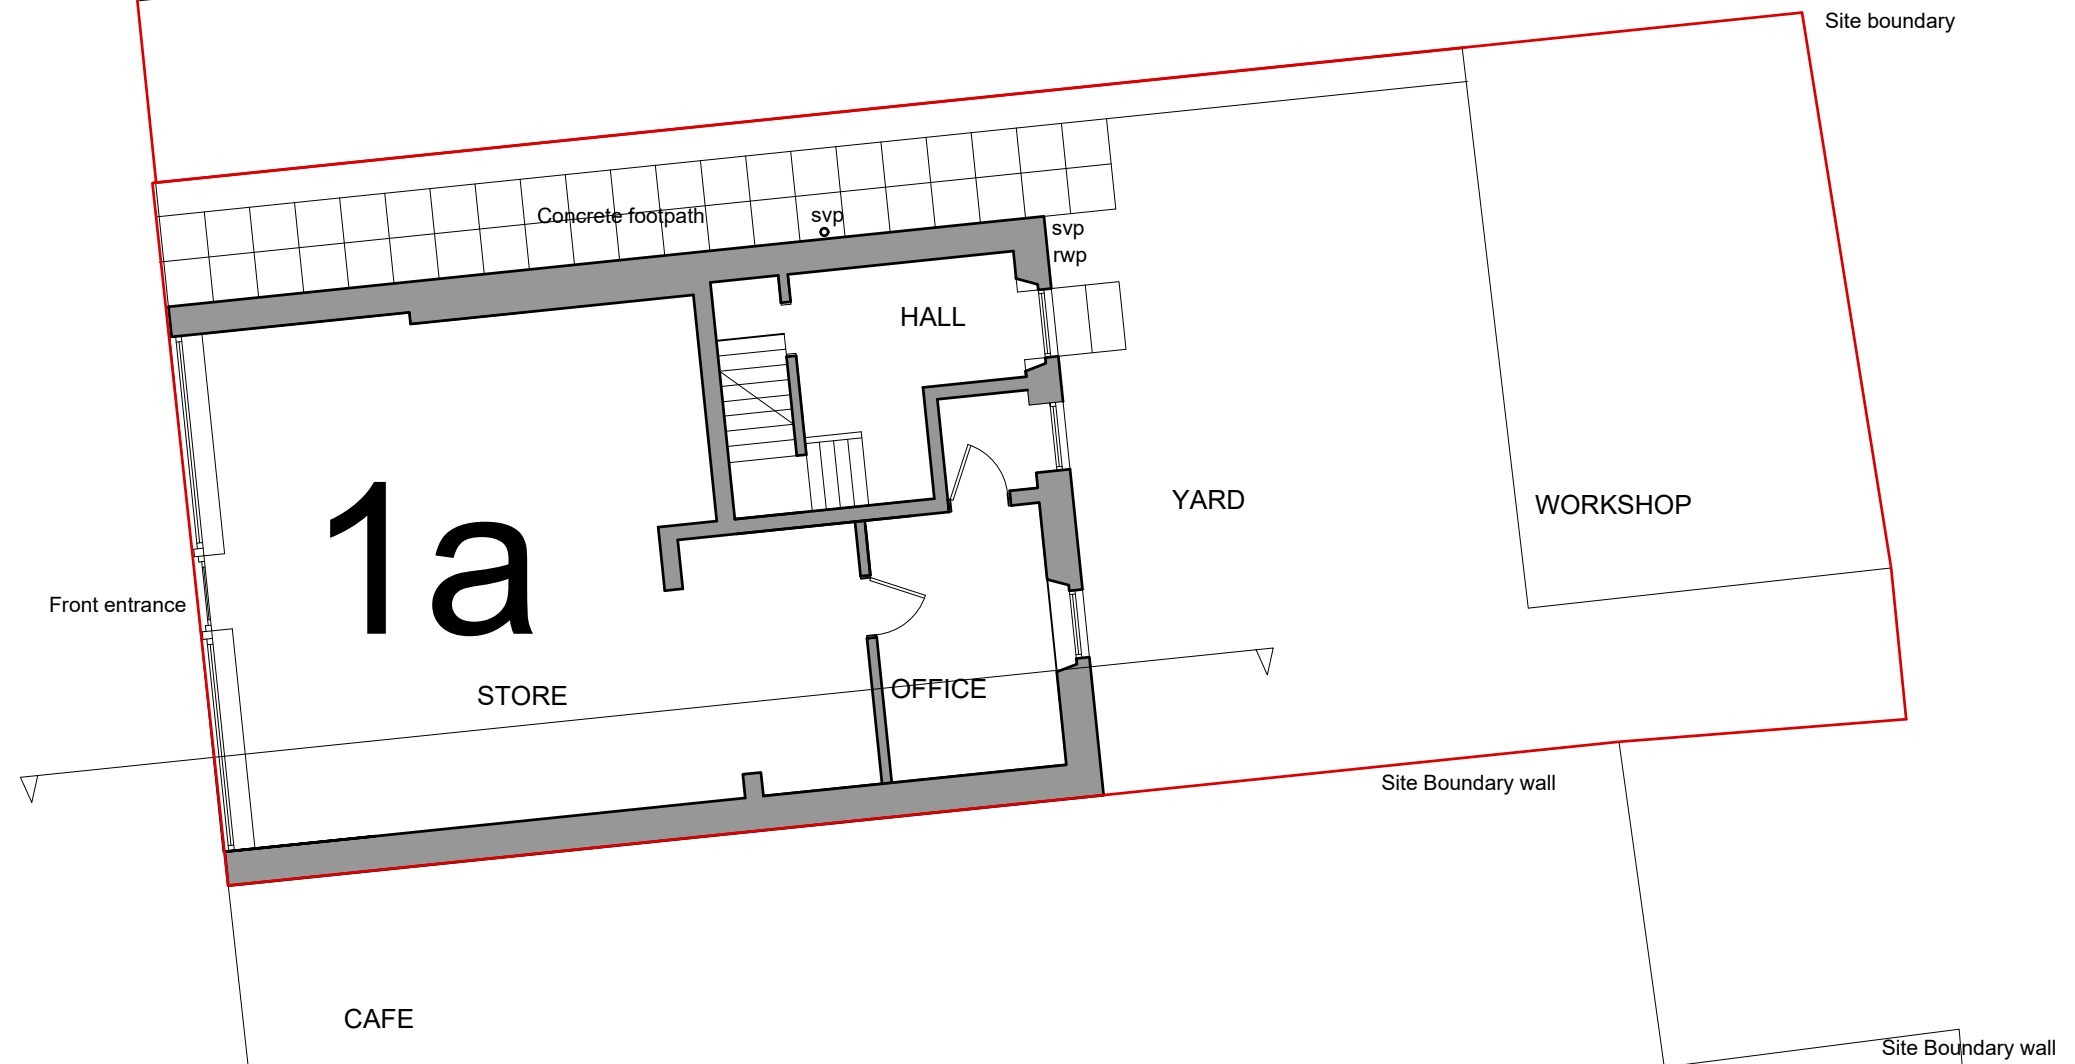 Site boundary
Concrete footpath
svp
svp
rwp
HALL
YARD
WORKSHOP
1a
Front entrance
STORE
OFFICE
Site Boundary wall
CAFE
Site Boundary wall